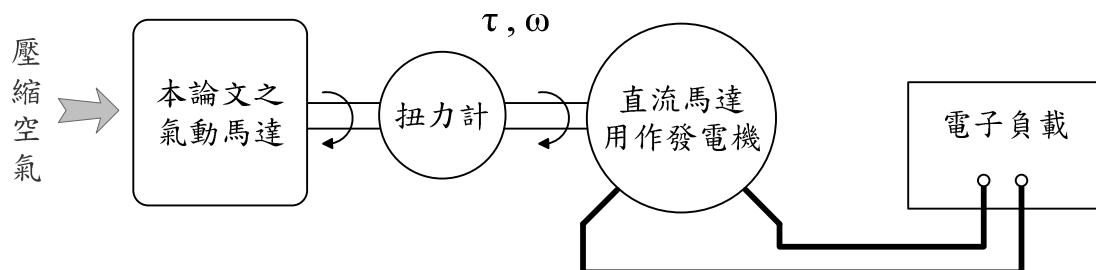 壓縮空氣
本論文之
氣動馬達
扭力計
τ , ω
直流馬達
用作發電機
電子負載